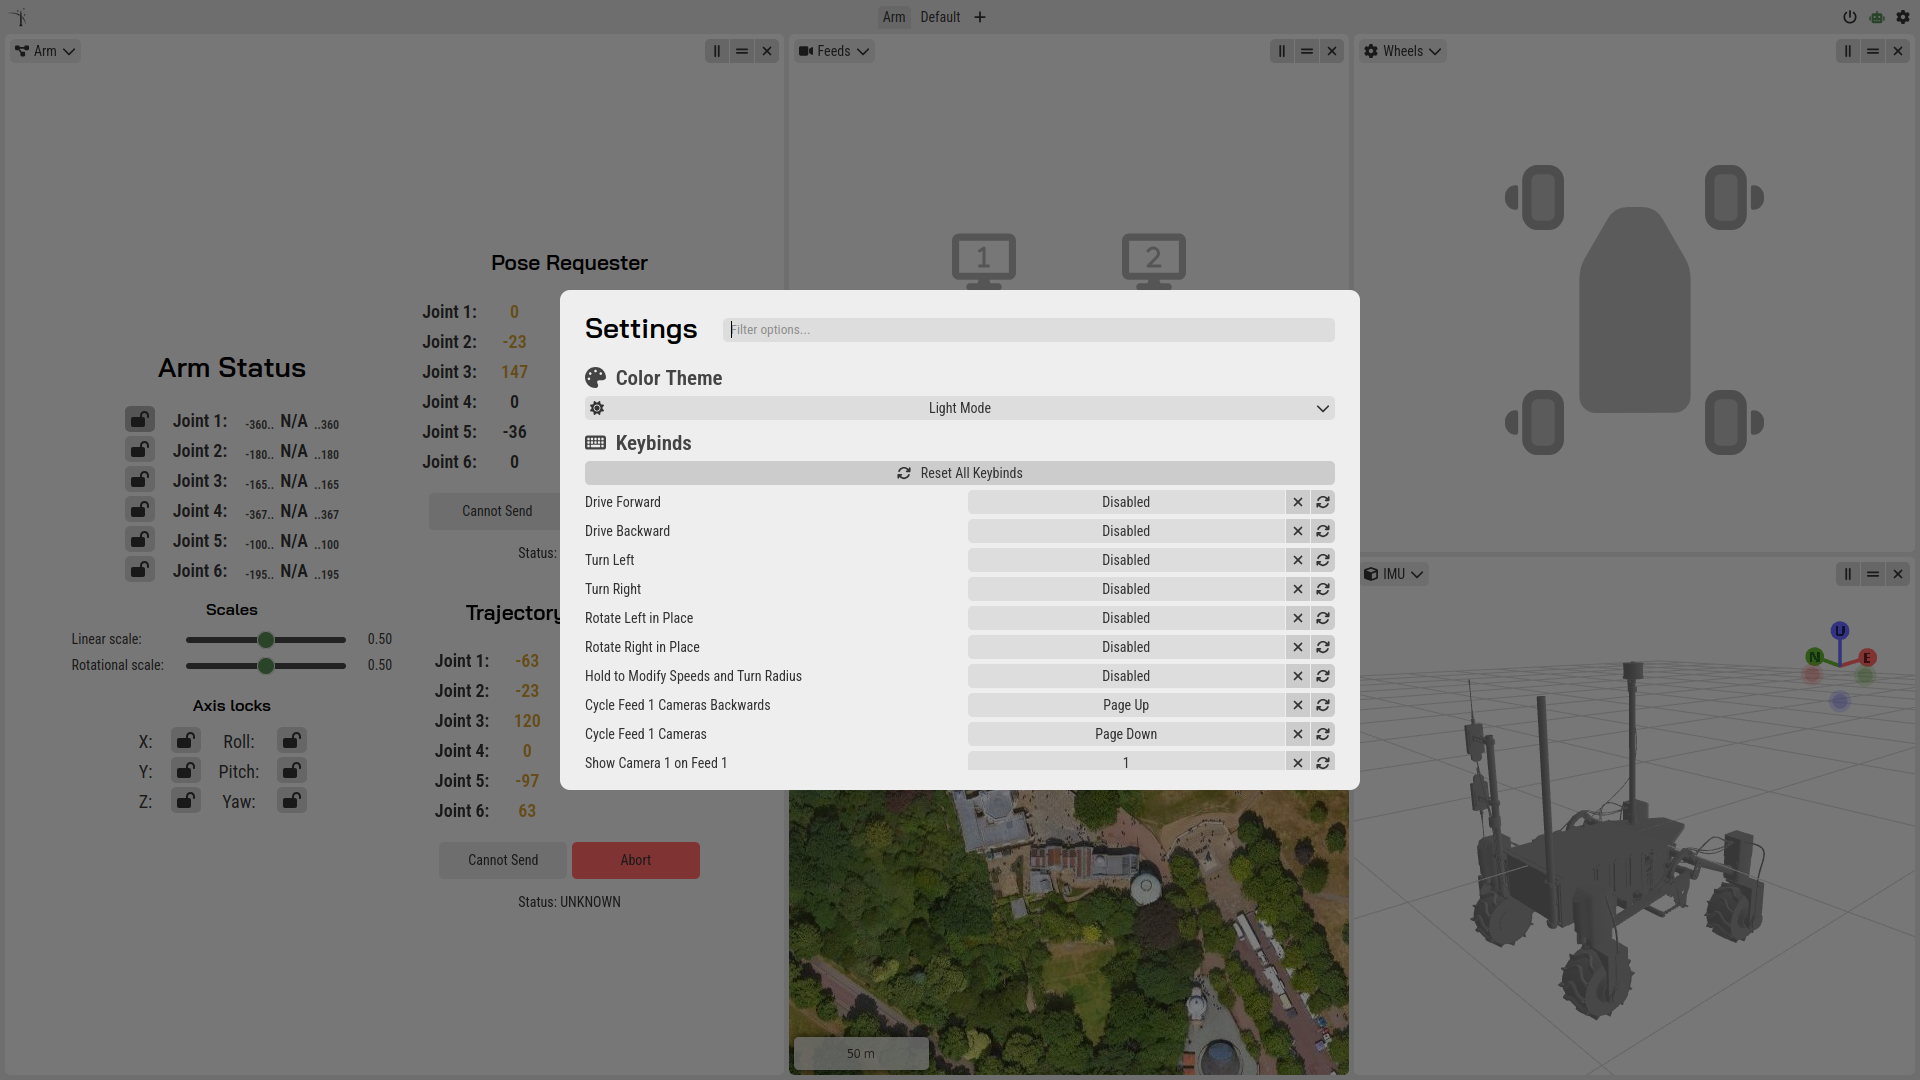 Arm Default +
Arm
Feeds
Wheels
Pose Requester
Joint 1: 0
Joint 2: -23
Joint 3: 147
Joint 4: 0
Joint 5: -36
Joint 6: 0
Cannot Send
Status:
Arm Status
Joint 1: -360.. N/A ..360
Joint 2: -180.. N/A ..180
Joint 3: -165.. N/A ..165
Joint 4: -367.. N/A ..367
Joint 5: -100.. N/A ..100
Joint 6: -195.. N/A ..195
Scales
Linear scale: 0.50
Rotational scale: 0.50
Axis locks
X: Roll:
Y: Pitch:
Z: Yaw:
Trajectory
Joint 1: -63
Joint 2: -23
Joint 3: 120
Joint 4: 0
Joint 5: -97
Joint 6: 63
Cannot Send Abort
Status: UNKNOWN
1 2
Settings Filter options...
Color Theme
Light Mode
Keybinds
Reset All Keybinds
Drive Forward Disabled
Drive Backward Disabled
Turn Left Disabled
Turn Right Disabled
Rotate Left in Place Disabled
Rotate Right in Place Disabled
Hold to Modify Speeds and Turn Radius Disabled
Cycle Feed 1 Cameras Backwards Page Up
Cycle Feed 1 Cameras Page Down
Show Camera 1 on Feed 1 1
50 m
IMU
U
N E